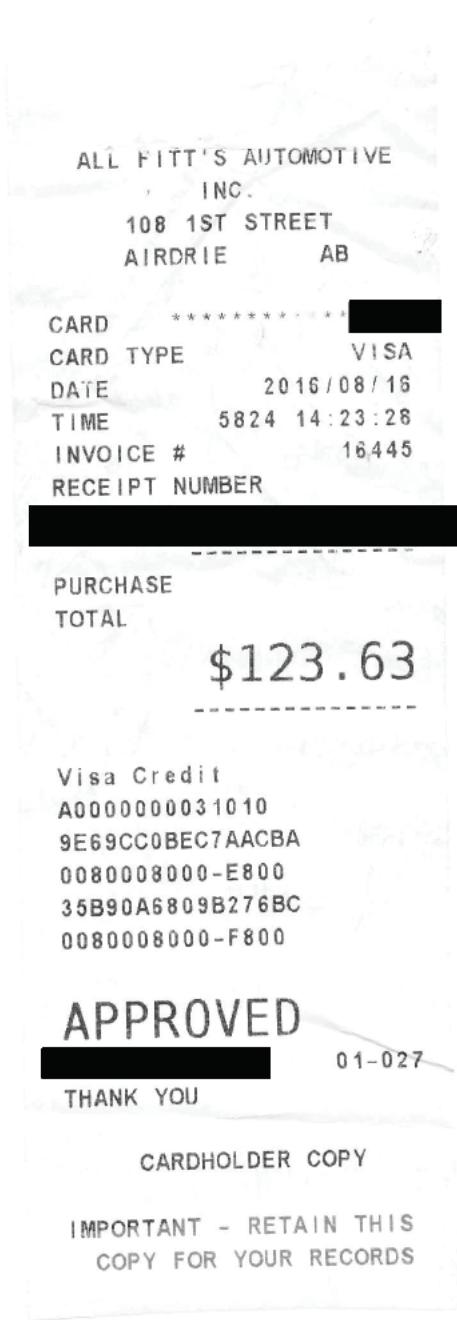 ALL FITT'S AUTOMOTIVE
INC.
108 1ST STREET
AIRDRIE AB
CARD ************
CARD TYPE VISA
DATE 2016/08/16
TIME 5824 14:23:28
INVOICE # 16445
RECEIPT NUMBER
PURCHASE
TOTAL
$123.63
Visa Credit
A0000000031010
9E69CC0BEC7AACBA
0080008000-E800
35B90A6809B276BC
0080008000-F800
APPROVED
01-027
THANK YOU
CARDHOLDER COPY
IMPORTANT - RETAIN THIS
COPY FOR YOUR RECORDS